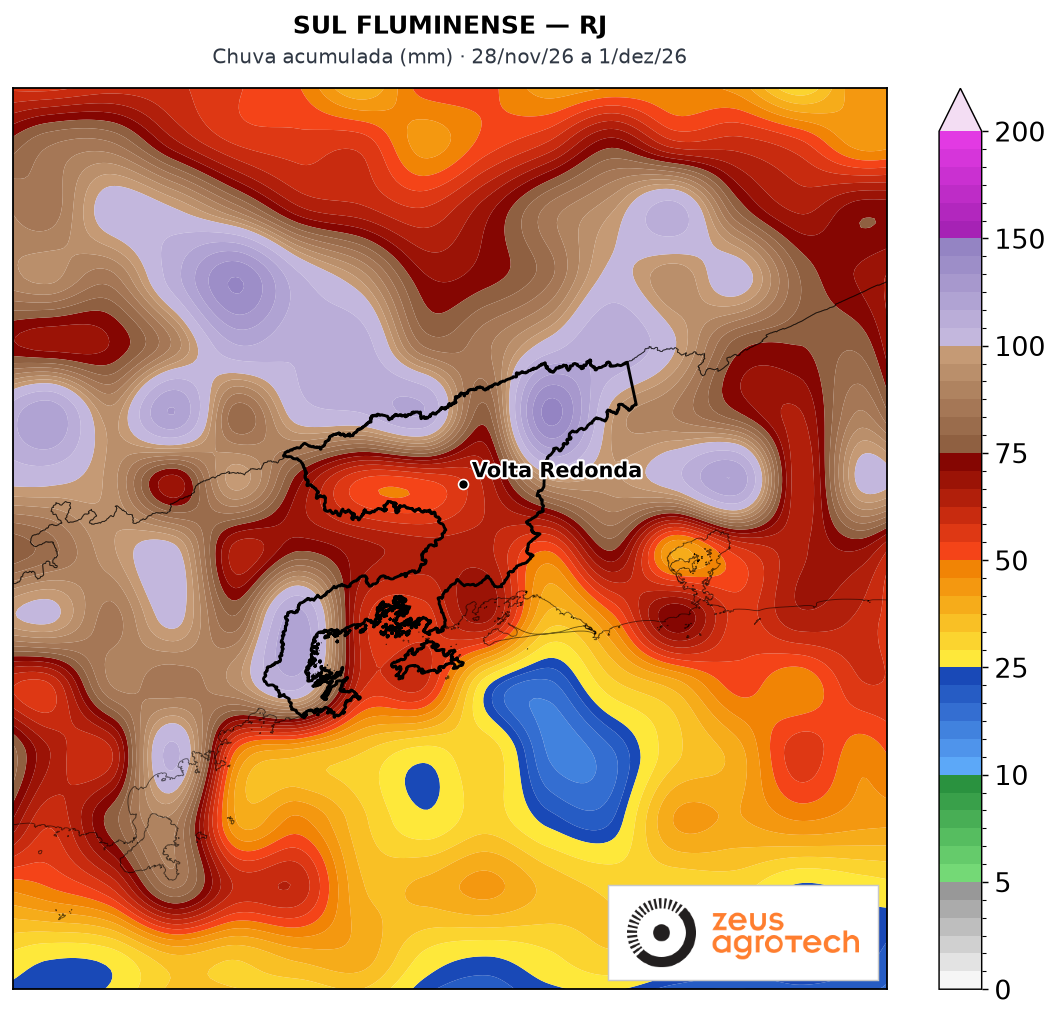 SUL FLUMINENSE — RJ
Chuva acumulada (mm) · 28/nov/26 a 1/dez/26
200
150
100
75
Volta Redonda
50
25
10
5
0
zeus
agrotech